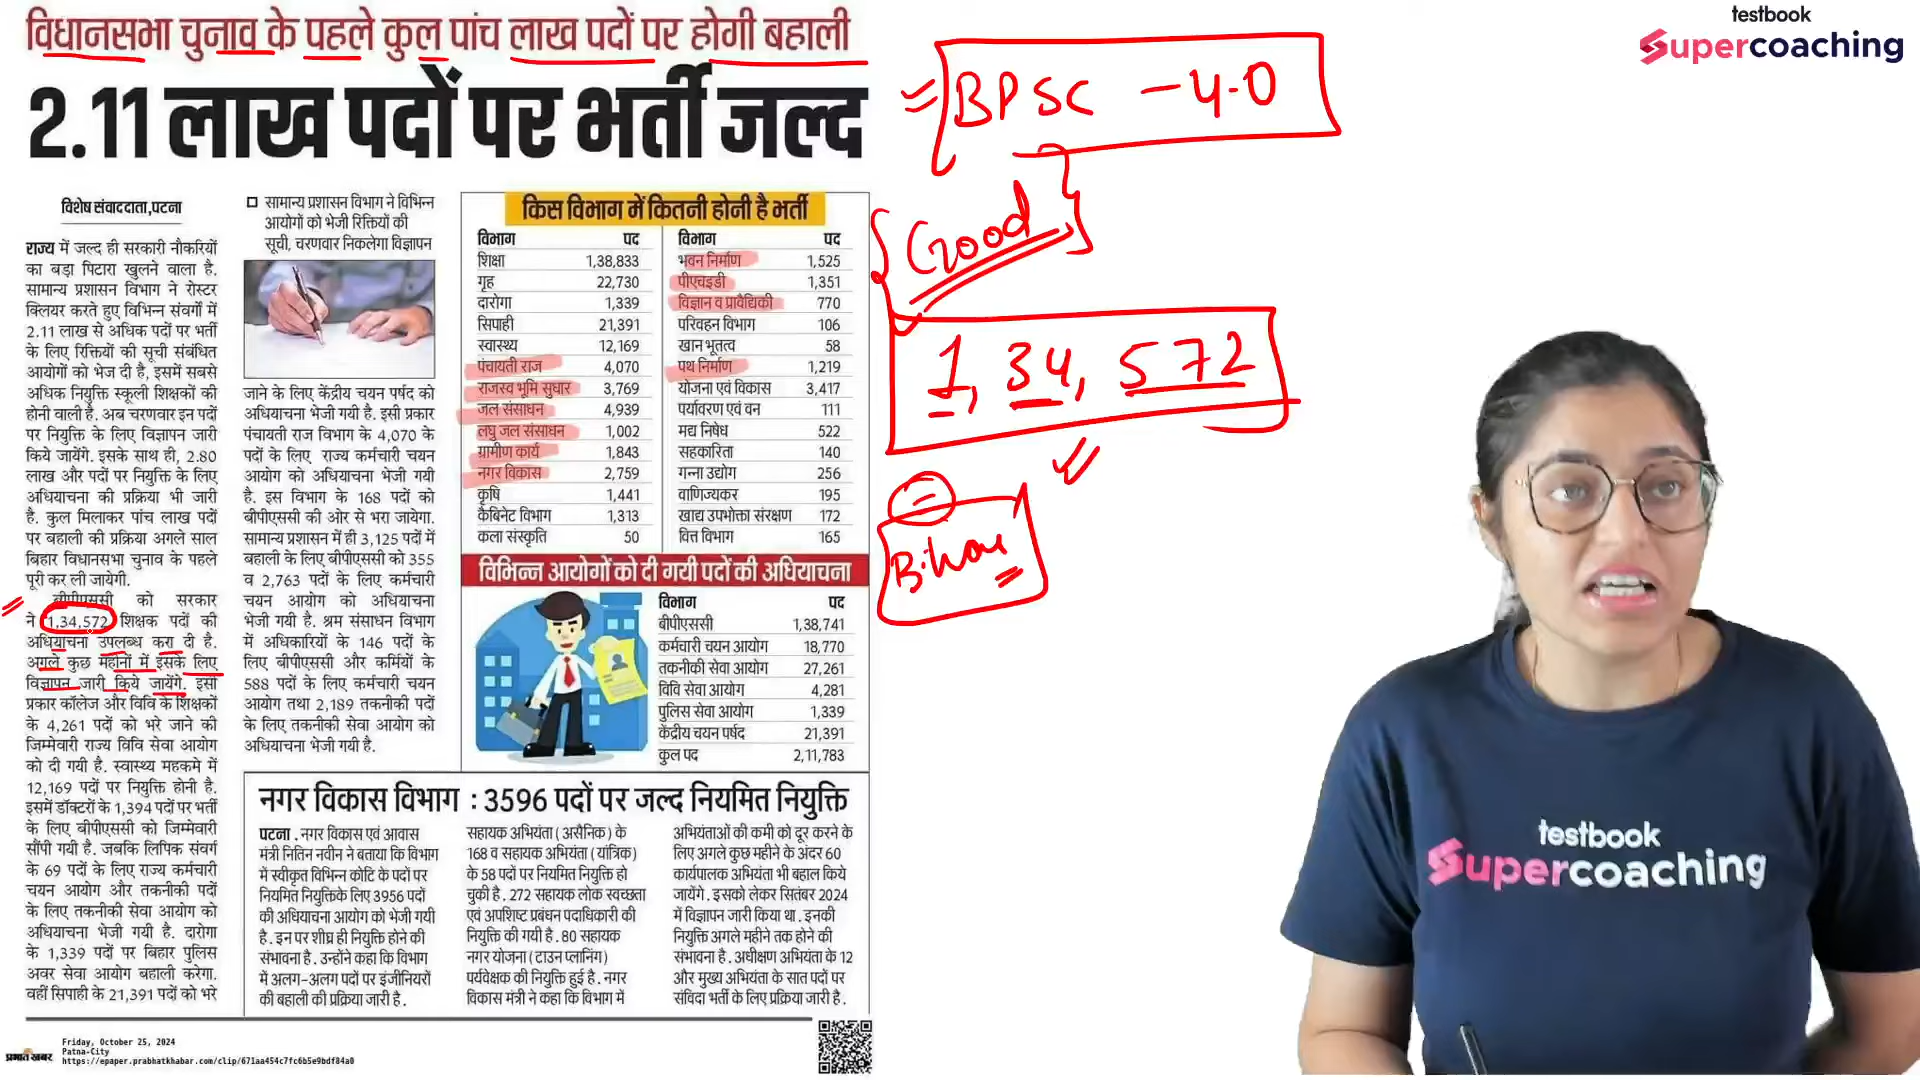 विधानसभा चुनाव के पहले कुल पांच लाख पदों पर होगी बहाली
2.11 लाख पदों पर भर्ती जल्द
विशेष संवाददाता,पटना
राज्य में जल्द ही सरकारी नौकरियों
का बड़ा पिटारा खुलने वाला है.
सामान्य प्रशासन विभाग ने रोस्टर
क्लियर करते हुए विभिन्न संवर्गों में
2.11 लाख से अधिक पदों पर भर्ती
के लिए रिक्तियों की सूची संबंधित
आयोगों को भेज दी है, इसमें सबसे
अधिक नियुक्ति स्कूली शिक्षकों की
होनी वाली है. अब चरणवार इन पदों
पर नियुक्ति के लिए विज्ञापन जारी
किये जायेंगे. इसके साथ ही, 2.80
लाख और पदों पर नियुक्ति के लिए
अधियाचना की प्रक्रिया भी जारी
है. कुल मिलाकर पांच लाख पदों
पर बहाली की प्रक्रिया अगले साल
बिहार विधानसभा चुनाव के पहले
पूरी कर ली जायेगी.
बीपीएससी को सरकार
ने 1,34,572 शिक्षक पदों की
अधियाचना उपलब्ध करा दी है.
अगले कुछ महीनों में इसके लिए
विज्ञापन जारी किये जायेंगे. इसी
प्रकार कॉलेज और विवि के शिक्षकों
के 4,261 पदों को भरे जाने की
जिम्मेवारी राज्य विवि सेवा आयोग
को दी गयी है. स्वास्थ्य महकमे में
12,169 पदों पर नियुक्ति होनी है.
इसमें डॉक्टरों के 1,394 पदों पर भर्ती
के लिए बीपीएससी को जिम्मेवारी
सौंपी गयी है. जबकि लिपिक संवर्ग
के 69 पदों के लिए राज्य कर्मचारी
चयन आयोग और तकनीकी पदों
के लिए तकनीकी सेवा आयोग को
अधियाचना भेजी गयी है. दारोगा
के 1,339 पदों पर बिहार पुलिस
अवर सेवा आयोग बहाली करेगा.
वहीं सिपाही के 21,391 पदों को भरे
सामान्य प्रशासन विभाग ने विभिन्न
आयोगों को भेजी रिक्तियों की
सूची, चरणवार निकलेगा विज्ञापन
जाने के लिए केंद्रीय चयन पर्षद को
अधियाचना भेजी गयी है. इसी प्रकार
पंचायती राज विभाग के 4,070 के
पदों के लिए राज्य कर्मचारी चयन
आयोग को अधियाचना भेजी गयी
है. इस विभाग के 168 पदों को
बीपीएससी की ओर से भरा जायेगा.
सामान्य प्रशासन में ही 3,125 पदों में
बहाली के लिए बीपीएससी को 355
व 2,763 पदों के लिए कर्मचारी
चयन आयोग को अधियाचना
भेजी गयी है. श्रम संसाधन विभाग
में अधिकारियों के 146 पदों के
लिए बीपीएससी और कर्मियों के
588 पदों के लिए कर्मचारी चयन
आयोग तथा 2,189 तकनीकी पदों
के लिए तकनीकी सेवा आयोग को
अधियाचना भेजी गयी है.
किस विभाग में कितनी होनी है भर्ती
विभाग पद
शिक्षा 1,38,833
गृह 22,730
दारोगा 1,339
सिपाही 21,391
स्वास्थ्य 12,169
पंचायती राज 4,070
राजस्व भूमि सुधार 3,769
जल संसाधन 4,939
लघु जल संसाधन 1,002
ग्रामीण कार्य 1,843
नगर विकास 2,759
कृषि 1,441
कैबिनेट विभाग 1,313
कला संस्कृति 50
विभाग पद
भवन निर्माण 1,525
पीएचइडी 1,351
विज्ञान व प्रावैद्यिकी 770
परिवहन विभाग 106
खान भूतत्व 58
पथ निर्माण 1,219
योजना एवं विकास 3,417
पर्यावरण एवं वन 111
मद्य निषेध 522
सहकारिता 140
गन्ना उद्योग 256
वाणिज्यकर 195
खाद्य उपभोक्ता संरक्षण 172
वित्त विभाग 165
विभिन्न आयोगों को दी गयी पदों की अधियाचना
विभाग पद
बीपीएससी 1,38,741
कर्मचारी चयन आयोग 18,770
तकनीकी सेवा आयोग 27,261
विवि सेवा आयोग 4,281
पुलिस सेवा आयोग 1,339
केंद्रीय चयन पर्षद 21,391
कुल पद 2,11,783
नगर विकास विभाग : 3596 पदों पर जल्द नियमित नियुक्ति
पटना. नगर विकास एवं आवास
मंत्री नितिन नवीन ने बताया कि विभाग
में स्वीकृत विभिन्न कोटि के पदों पर
नियमित नियुक्तिके लिए 3956 पदों
की अधियाचना आयोग को भेजी गयी
है. इन पर शीघ्र ही नियुक्ति होने की
संभावना है. उन्होंने कहा कि विभाग
में अलग-अलग पदों पर इंजीनियरों
की बहाली की प्रक्रिया जारी है.
सहायक अभियंता (असैनिक) के
168 व सहायक अभियंता (यांत्रिक)
के 58 पदों पर नियमित नियुक्ति हो
चुकी है. 272 सहायक लोक स्वच्छता
एवं अपशिष्ट प्रबंधन पदाधिकारी की
नियुक्ति की गयी है. 80 सहायक
नगर योजना (टाउन प्लानिंग)
पर्यवेक्षक की नियुक्ति हुई है. नगर
विकास मंत्री ने कहा कि विभाग में
अभियंताओं की कमी को दूर करने के
लिए अगले कुछ महीने के अंदर 60
कार्यपालक अभियंता भी बहाल किये
जायेंगे. इसको लेकर सितंबर 2024
में विज्ञापन जारी किया था. इनकी
नियुक्ति अगले महीने तक होने की
संभावना है. अधीक्षण अभियंता के 12
और मुख्य अभियंता के सात पदों पर
संविदा भर्ती के लिए प्रक्रिया जारी है.
प्रभात खबर
Friday, October 25, 2024
Patna-City
https://epaper.prabhatkhabar.com/clip/671aa454c7fc6b5e9bdf84a0
BPSC - 4.0
Good
1, 34, 572
Bihar
testbook
Supercoaching
testbook
Supercoaching